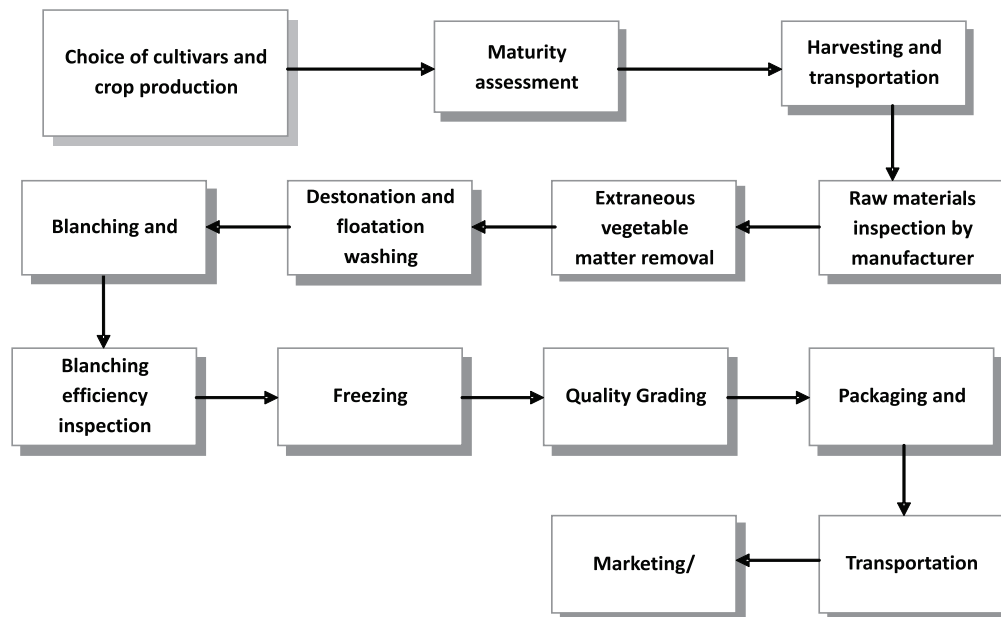 Choice of cultivars and
crop production
Maturity
assessment
Harvesting and
transportation
Raw materials
inspection by
manufacturer
Extraneous
vegetable
matter removal
Destonation and
floatation
washing
Blanching and
Blanching
efficiency
inspection
Freezing
Quality Grading
Packaging and
Transportation
Marketing/